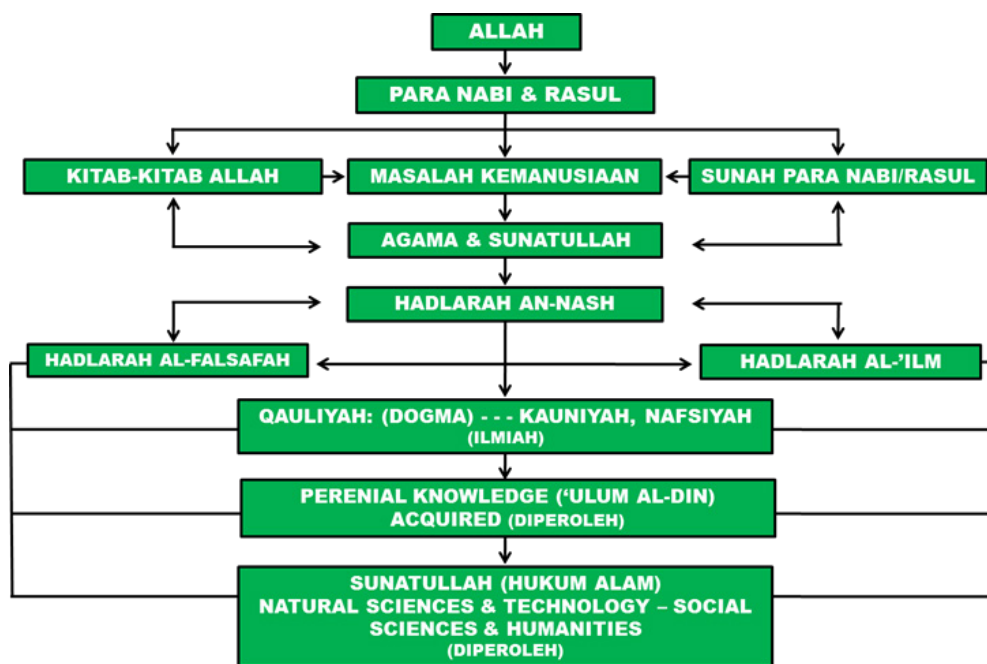 ALLAH
PARA NABI & RASUL
KITAB-KITAB ALLAH
MASALAH KEMANUSIAAN
SUNAH PARA NABI/RASUL
AGAMA & SUNATULLAH
HADLARAH AN-NASH
HADLARAH AL-FALSAFAH
HADLARAH AL-’ILM
QAULIYAH: (DOGMA) - - - KAUNIYAH, NAFSIYAH
(ILMIAH)
PERENIAL KNOWLEDGE (‘ULUM AL-DIN)
ACQUIRED (DIPEROLEH)
SUNATULLAH (HUKUM ALAM)
NATURAL SCIENCES & TECHNOLOGY – SOCIAL
SCIENCES & HUMANITIES
(DIPEROLEH)